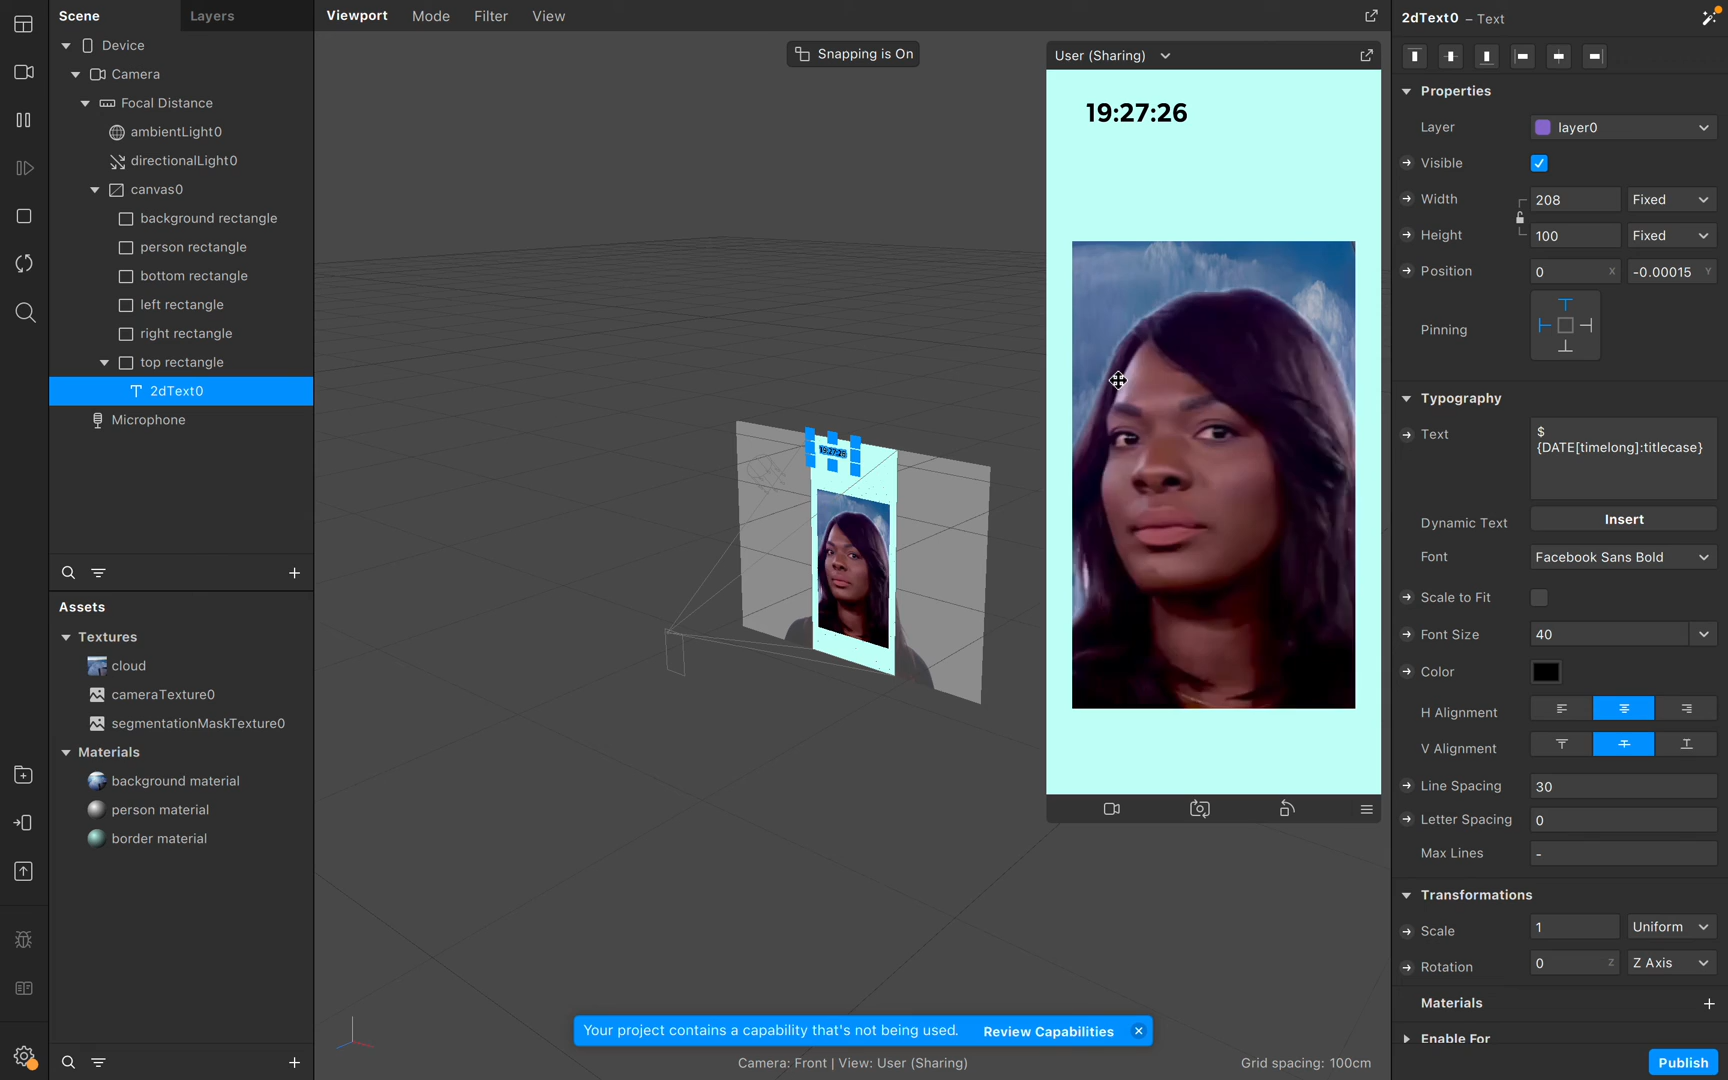 Scene
Layers
Viewport
Mode
Filter
View
2dText0 – Text
Device
Camera
Focal Distance
ambientLight0
directionalLight0
canvas0
background rectangle
person rectangle
bottom rectangle
left rectangle
right rectangle
top rectangle
2dText0
Microphone
Assets
Textures
cloud
cameraTexture0
segmentationMaskTexture0
Materials
background material
person material
border material
Snapping is On
19:27:26
User (Sharing)
19:27:26
Your project contains a capability that's not being used. Review Capabilities
Camera: Front | View: User (Sharing)
Grid spacing: 100cm
Properties
Layer
layer0
Visible
Width
208
Fixed
Height
100
Fixed
Position
0 X
-0.00015 Y
Pinning
Typography
Text
$
{DATE[timelong]:titlecase}
Dynamic Text
Insert
Font
Facebook Sans Bold
Scale to Fit
Font Size
40
Color
H Alignment
V Alignment
Line Spacing
30
Letter Spacing
0
Max Lines
-
Transformations
Scale
1
Uniform
Rotation
0 Z
Z Axis
Materials
Enable For
Publish